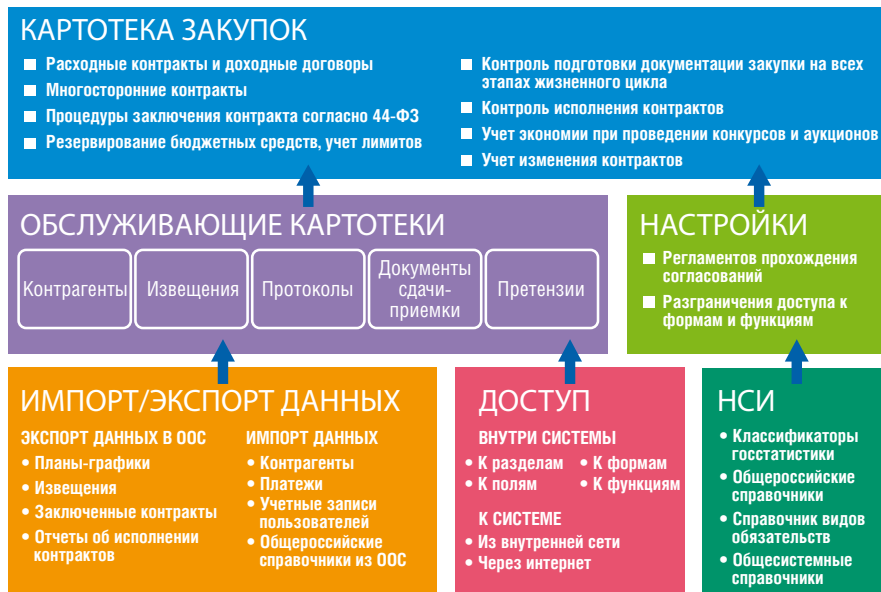 КАРТОТЕКА ЗАКУПОК
Расходные контракты и доходные договоры
Многосторонние контракты
Процедуры заключения контракта согласно 44-ФЗ
Резервирование бюджетных средств, учет лимитов
Контроль подготовки документации закупки на всех
этапах жизненного цикла
Контроль исполнения контрактов
Учет экономии при проведении конкурсов и аукционов
Учет изменения контрактов
ОБСЛУЖИВАЮЩИЕ КАРТОТЕКИ
Контрагенты
Извещения
Протоколы
Документы
сдачи-
приемки
Претензии
НАСТРОЙКИ
Регламентов прохождения
согласований
Разграничения доступа к
формам и функциям
ИМПОРТ/ЭКСПОРТ ДАННЫХ
ЭКСПОРТ ДАННЫХ В ООС
• Планы-графики
• Извещения
• Заключенные контракты
• Отчеты об исполнении
контрактов
ИМПОРТ ДАННЫХ
• Контрагенты
• Платежи
• Учетные записи
пользователей
• Общероссийские
справочники из ООС
ДОСТУП
ВНУТРИ СИСТЕМЫ
• К разделам • К формам
• К полям • К функциям
К СИСТЕМЕ
• Из внутренней сети
• Через интернет
НСИ
• Классификаторы
госстатистики
• Общероссийские
справочники
• Справочник видов
обязательств
• Общесистемные
справочники